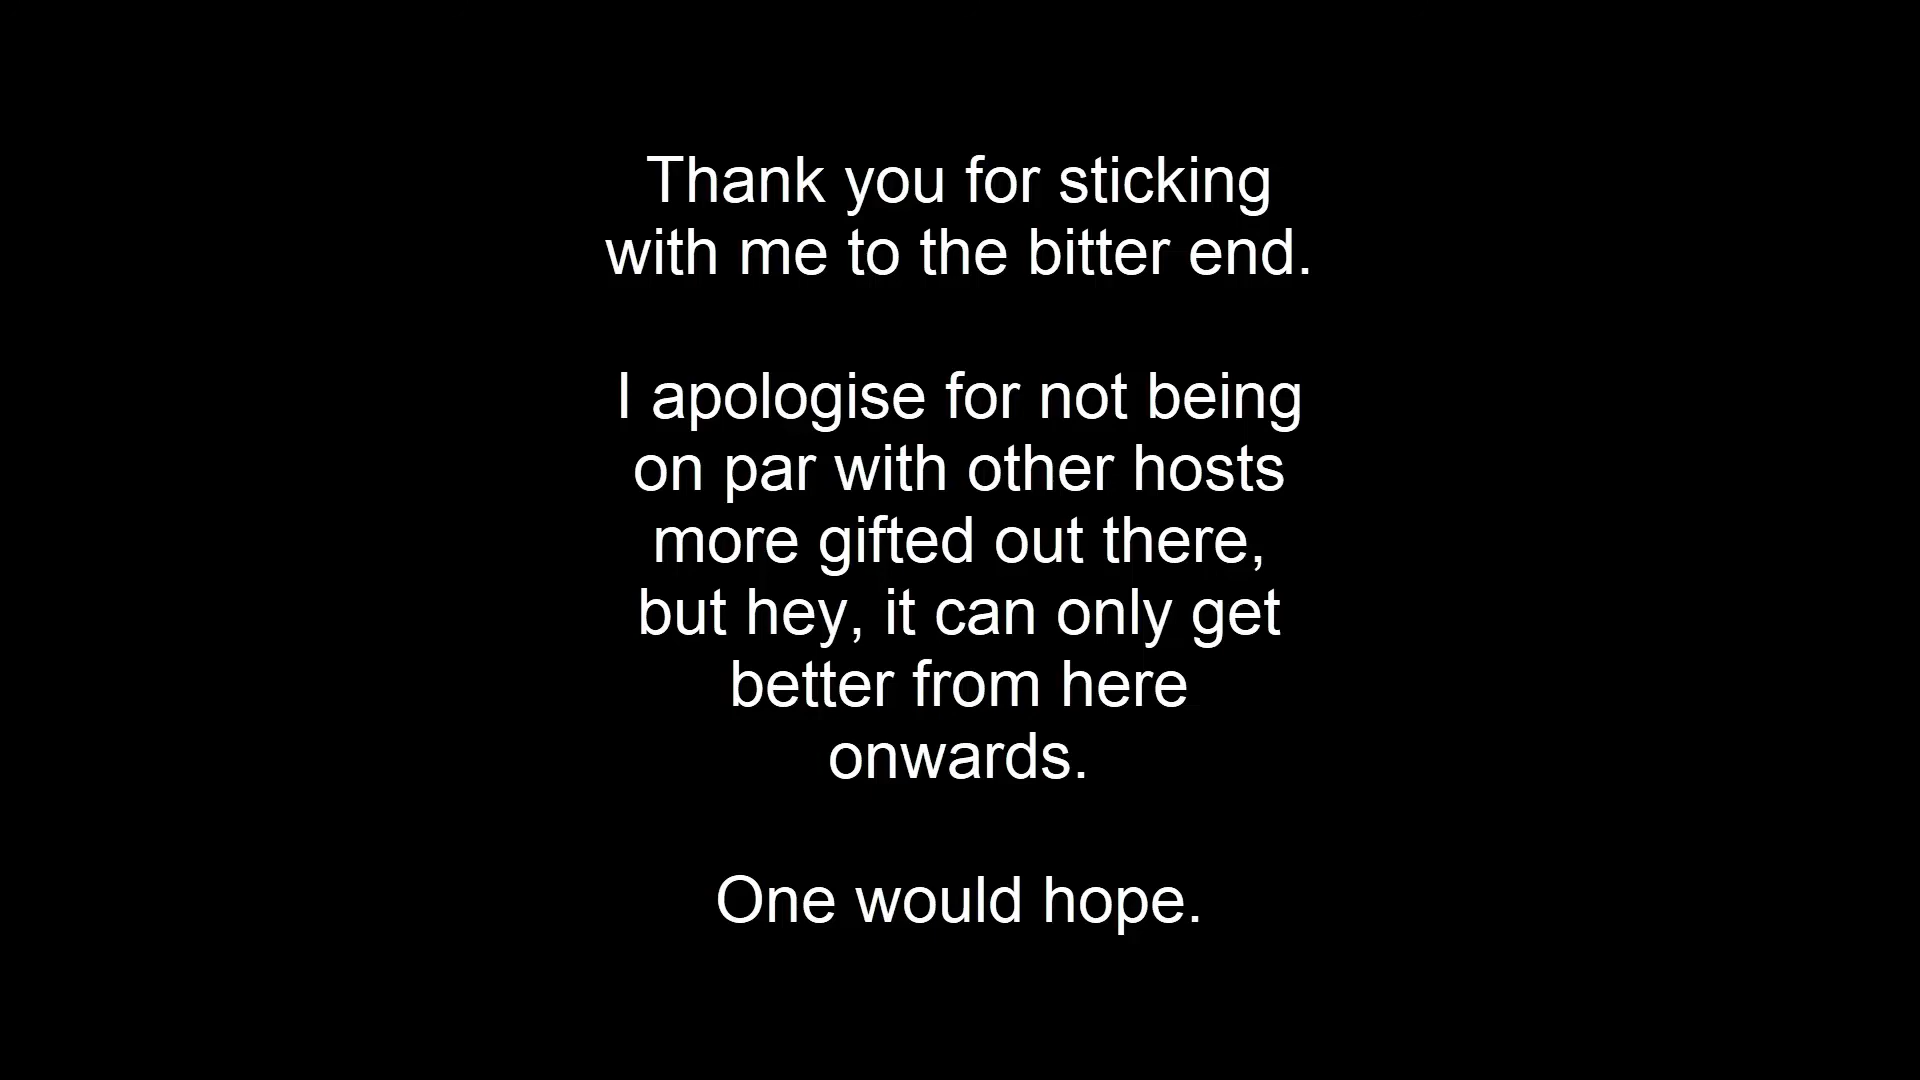 Thank you for sticking
with me to the bitter end.
I apologise for not being
on par with other hosts
more gifted out there,
but hey, it can only get
better from here
onwards.
One would hope.